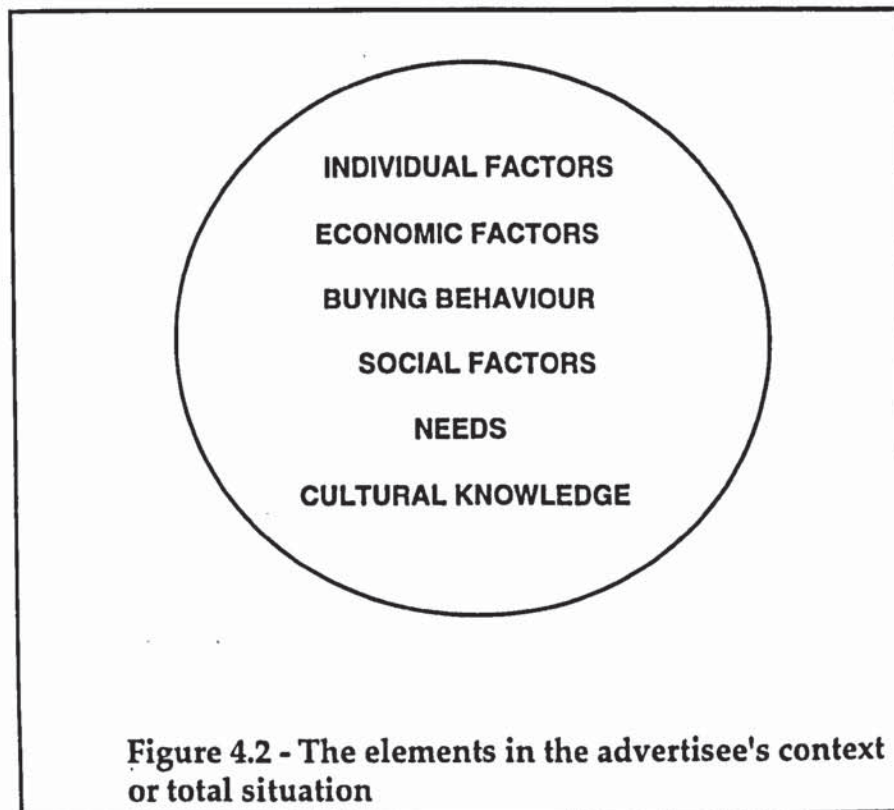 INDIVIDUAL FACTORS
ECONOMIC FACTORS
BUYING BEHAVIOUR
SOCIAL FACTORS
NEEDS
CULTURAL KNOWLEDGE
Figure 4.2 - The elements in the advertisee's context
or total situation